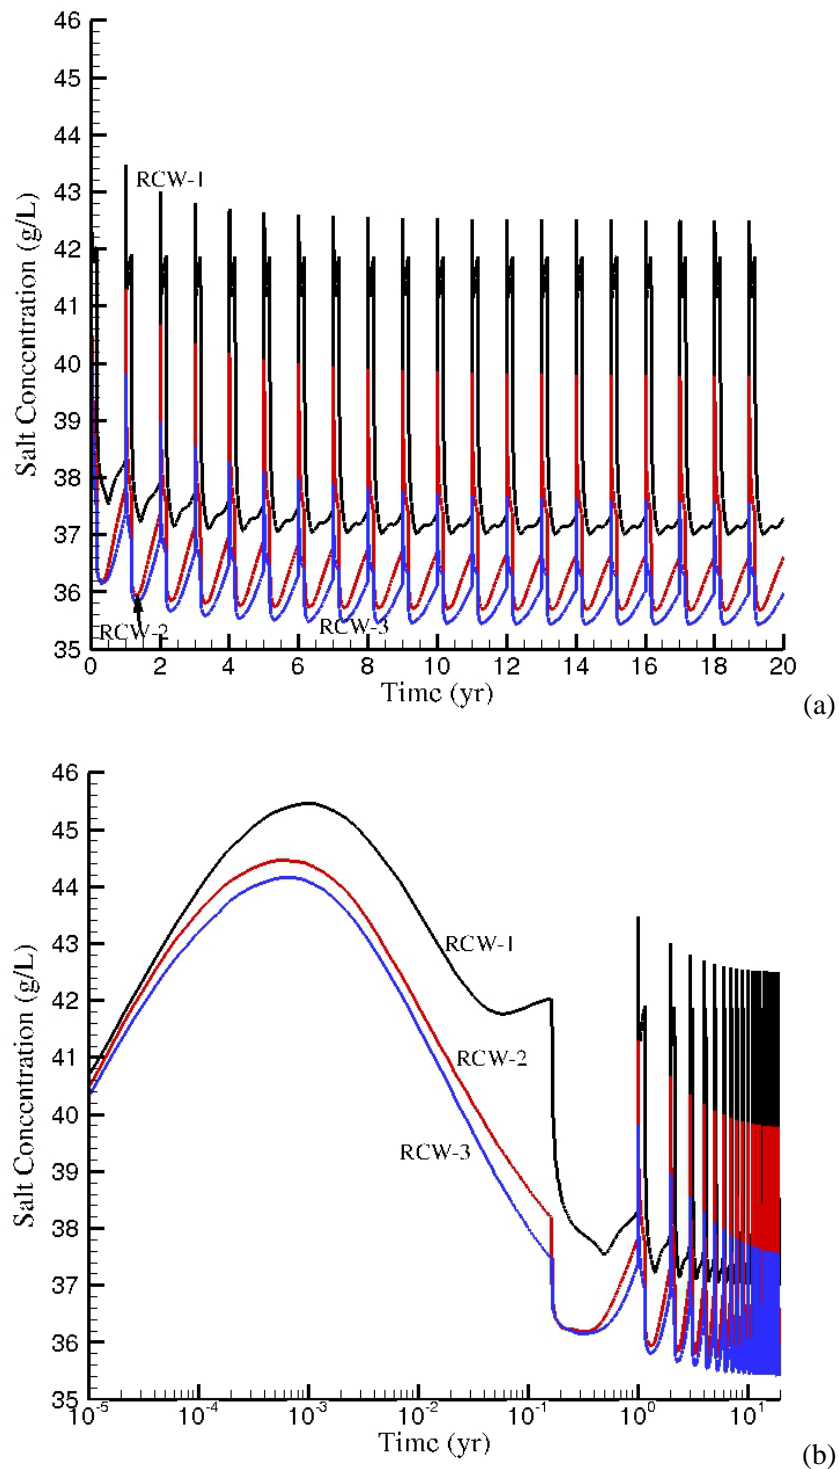 46
45
44
43
42
41
40
39
38
37
36
35
Salt Concentration (g/L)
RCW-1
RCW-2
RCW-3
0 2 4 6 8 10 12 14 16 18 20
Time (yr)
(a)
46
45
44
43
42
41
40
39
38
37
36
35
Salt Concentration (g/L)
RCW-1
RCW-2
RCW-3
10-5 10-4 10-3 10-2 10-1 100 101
Time (yr)
(b)